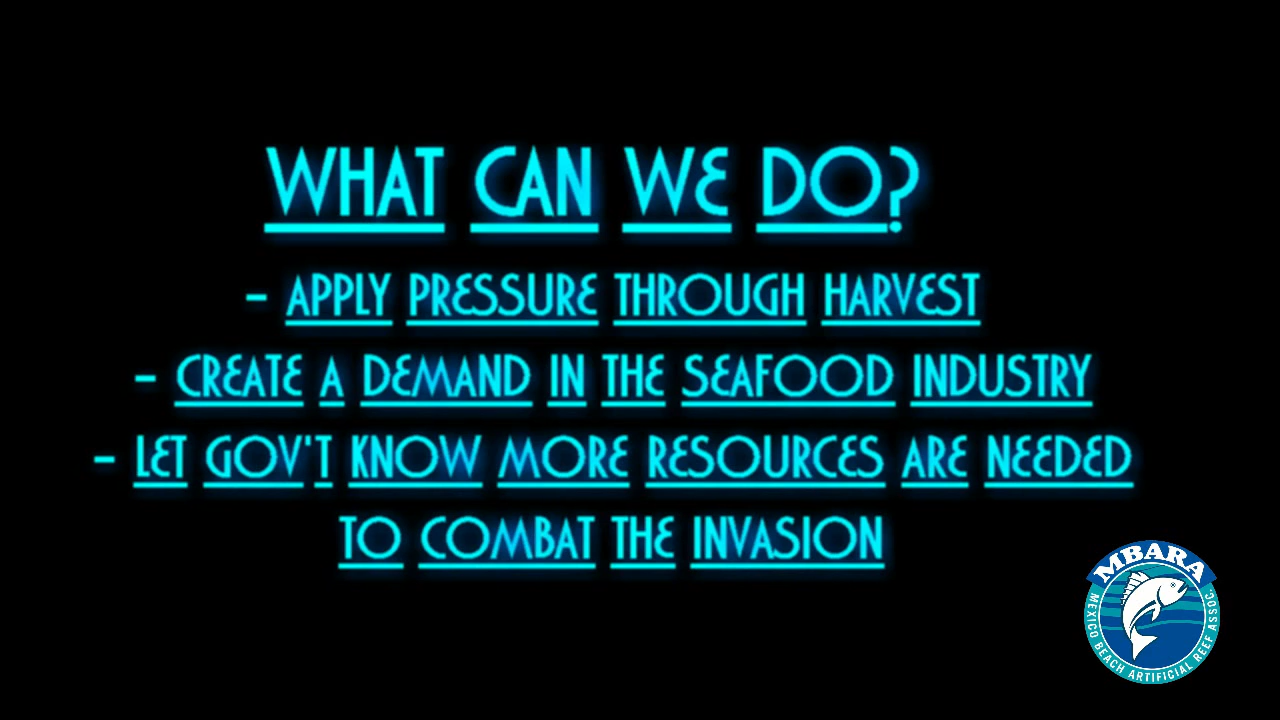 WHAT CAN WE DO?
- APPLY PRESSURE THROUGH HARVEST
- CREATE A DEMAND IN THE SEAFOOD INDUSTRY
- LET GOV'T KNOW MORE RESOURCES ARE NEEDED
TO COMBAT THE INVASION
MBARA
MEXICO BEACH ARTIFICIAL REEF ASSOC.